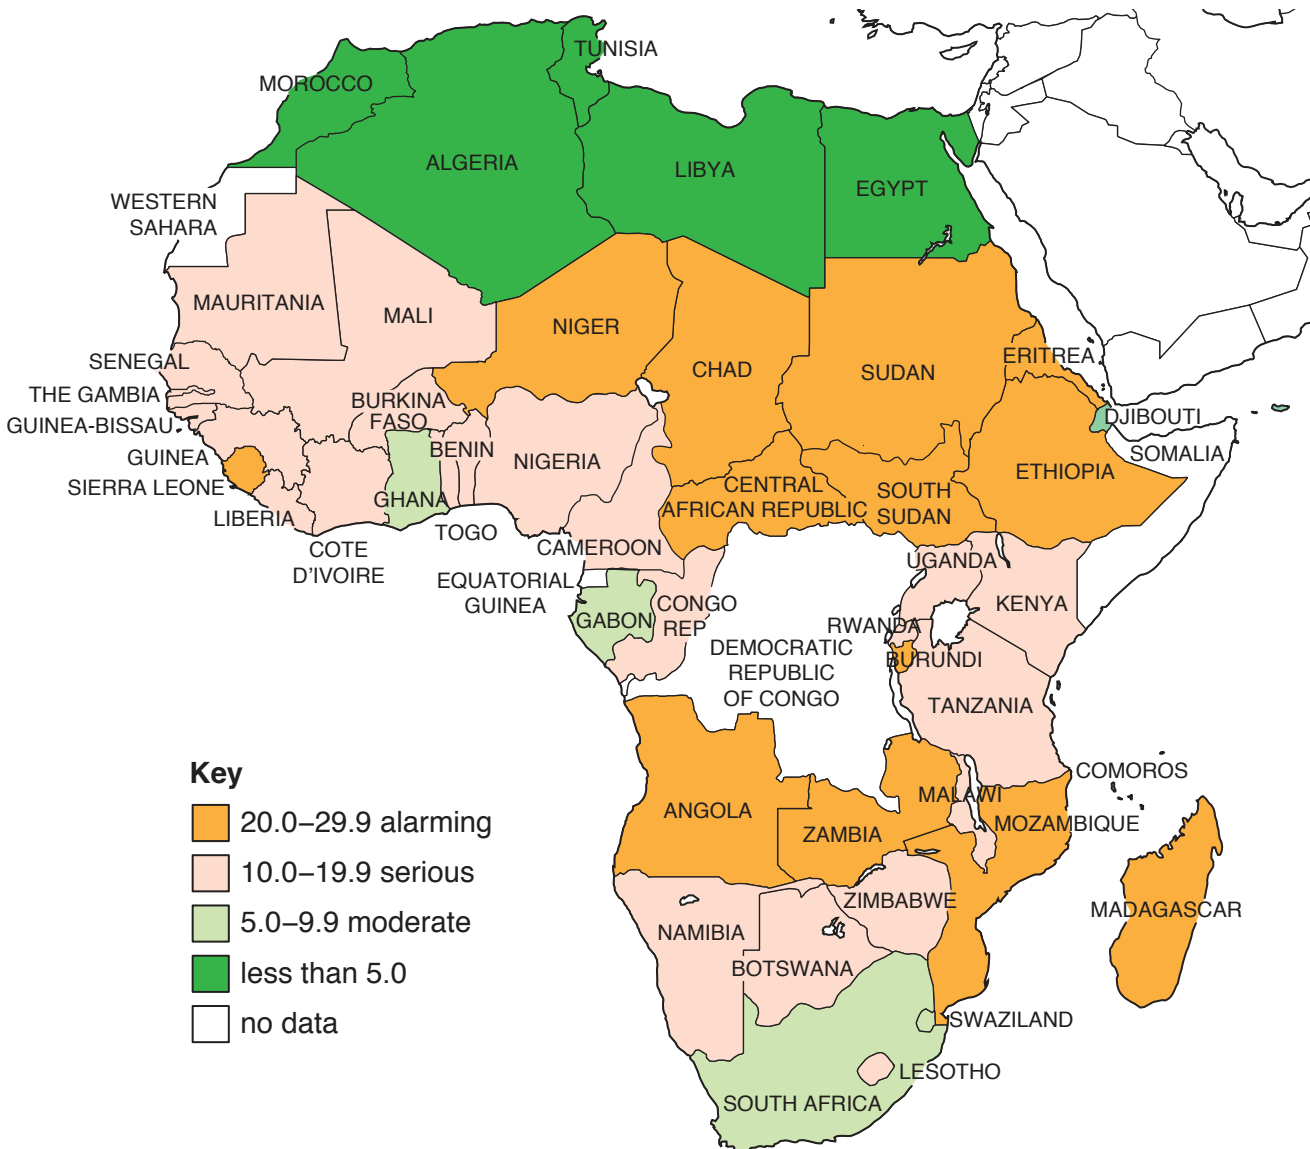 TUNISIA
MOROCCO
ALGERIA
LIBYA
EGYPT
WESTERN
SAHARA
MAURITANIA
MALI
NIGER
CHAD
SUDAN
ERITREA
SENEGAL
THE GAMBIA
GUINEA-BISSAU
GUINEA
SIERRA LEONE
LIBERIA
BURKINA
FASO
BENIN
GHANA
NIGERIA
COTE
D'IVOIRE
TOGO
CAMEROON
CENTRAL
AFRICAN REPUBLIC
SOUTH
SUDAN
ETHIOPIA
DJIBOUTI
SOMALIA
EQUATORIAL
GUINEA
GABON
CONGO
REP
UGANDA
KENYA
RWANDA
BURUNDI
DEMOCRATIC
REPUBLIC
OF CONGO
TANZANIA
COMOROS
ANGOLA
ZAMBIA
MALAWI
MOZAMBIQUE
ZIMBABWE
MADAGASCAR
NAMIBIA
BOTSWANA
SWAZILAND
LESOTHO
SOUTH AFRICA
Key
20.0–29.9 alarming
10.0–19.9 serious
5.0–9.9 moderate
less than 5.0
no data